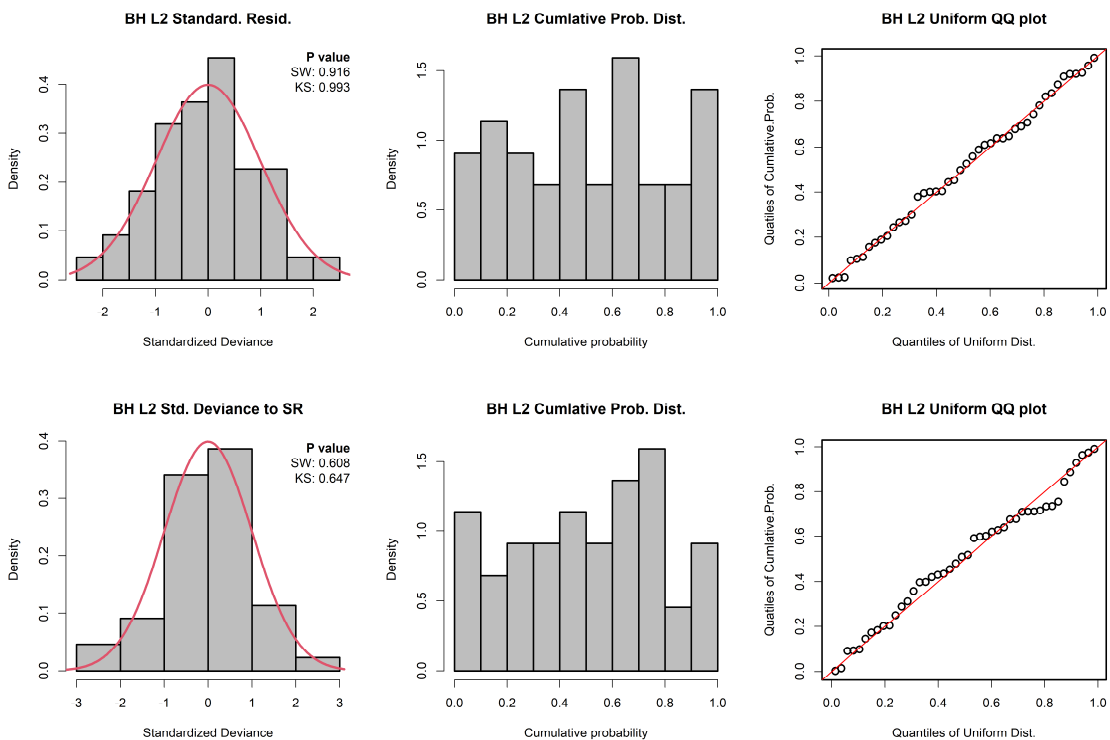 BH L2 Standard. Resid.
P value
SW: 0.916
KS: 0.993
Density
0.0
0.1
0.2
0.3
0.4
2 -1 0 1 2
Standardized Deviance
BH L2 Cumlative Prob. Dist.
Density
0.0
0.5
1.0
1.5
0.0 0.2 0.4 0.6 0.8 1.0
Cumulative probability
BH L2 Uniform QQ plot
Quatiles of Cumlative.Prob.
0.0
0.2
0.4
0.6
0.8
1.0
0.0 0.2 0.4 0.6 0.8 1.0
Quantiles of Uniform Dist.
BH L2 Std. Deviance to SR
P value
SW: 0.608
KS: 0.647
Density
0.0
0.1
0.2
0.3
0.4
3 2 1 0 1 2 3
Standardized Deviance
BH L2 Cumlative Prob. Dist.
Density
0.0
0.5
1.0
1.5
0.0 0.2 0.4 0.6 0.8 1.0
Cumulative probability
BH L2 Uniform QQ plot
Quatiles of Cumlative.Prob.
0.0
0.2
0.4
0.6
0.8
1.0
0.0 0.2 0.4 0.6 0.8 1.0
Quantiles of Uniform Dist.